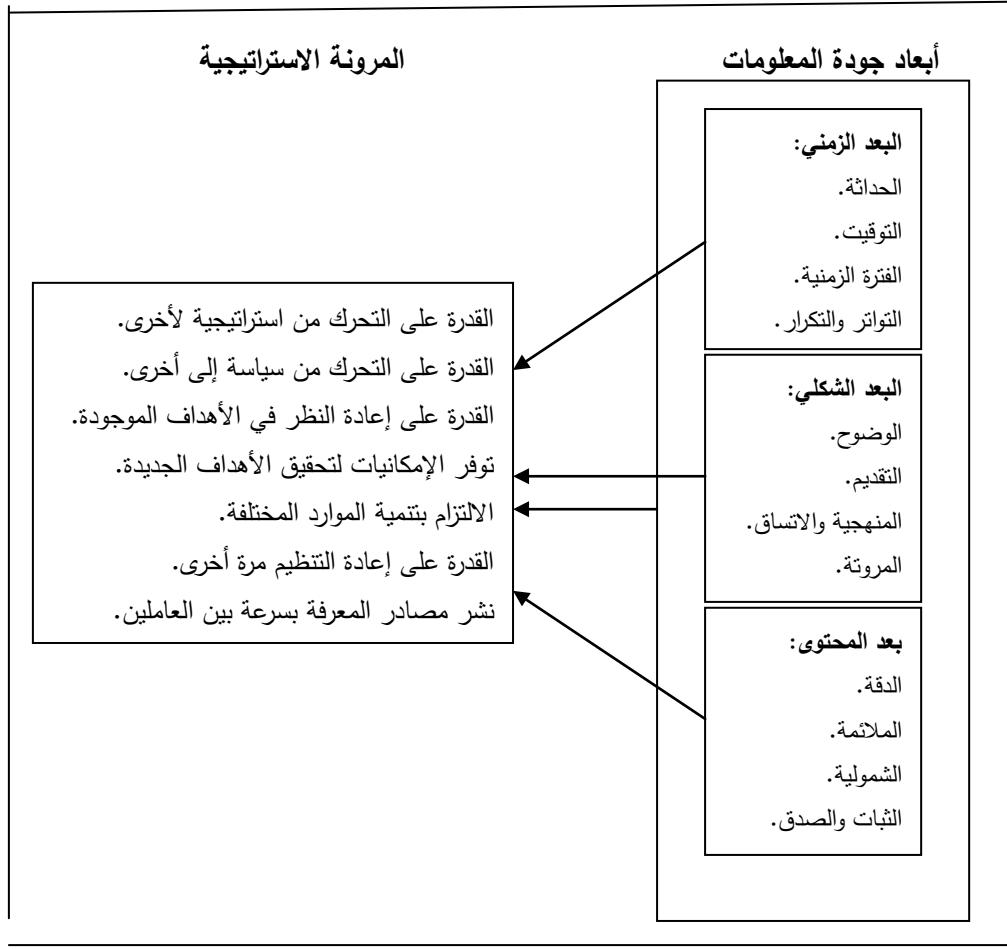 أبعاد جودة المعلومات
المرونة الاستراتيجية
البعد الزمني:
الحداثة.
التوقيت.
الفترة الزمنية.
التواتر والتكرار.
البعد الشكلي:
الوضوح.
التقديم.
المنهجية والاتساق.
المروتة.
بعد المحتوى:
الدقة.
الملائمة.
الشمولية.
الثبات والصدق.
القدرة على التحرك من استراتيجية لأخرى.
القدرة على التحرك من سياسة إلى أخرى.
القدرة على إعادة النظر في الأهداف الموجودة.
توفر الإمكانيات لتحقيق الأهداف الجديدة.
الالتزام بتنمية الموارد المختلفة.
القدرة على إعادة التنظيم مرة أخرى.
نشر مصادر المعرفة بسرعة بين العاملين.